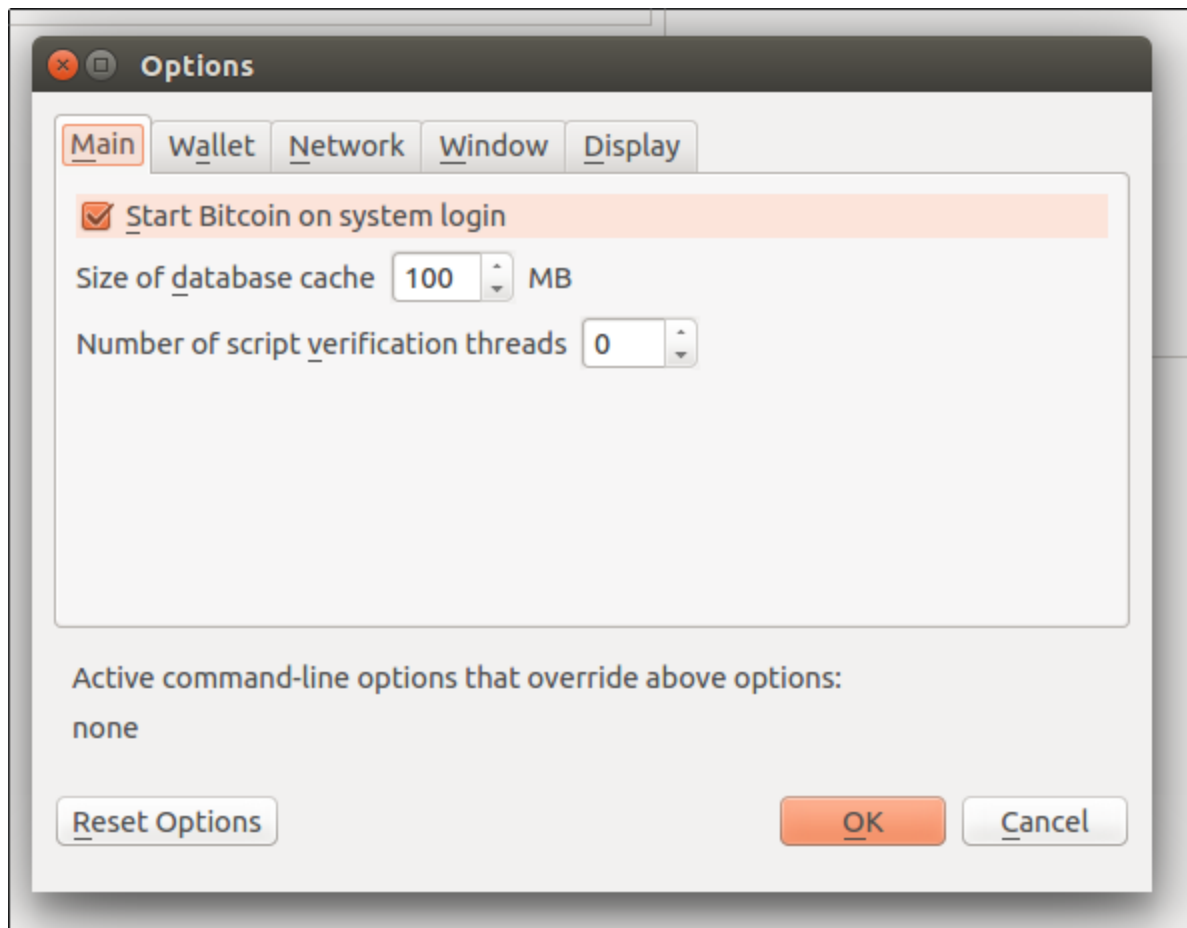 Options
Main Wallet Network Window Display
Start Bitcoin on system login
Size of database cache 100 MB
Number of script verification threads 0
Active command-line options that override above options:
none
Reset Options OK Cancel